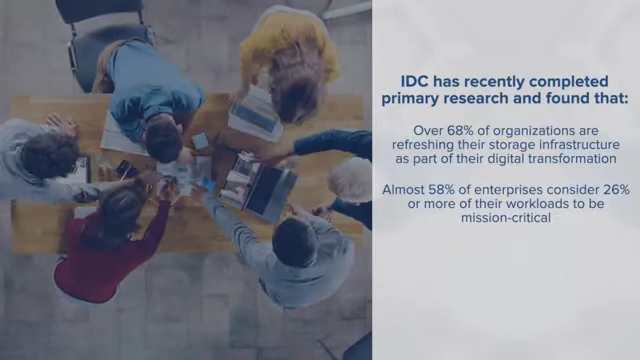 IDC has recently completed
primary research and found that:
Over 68% of organizations are
refreshing their storage infrastructure
as part of their digital transformation
Almost 58% of enterprises consider 26%
or more of their workloads to be
mission-critical